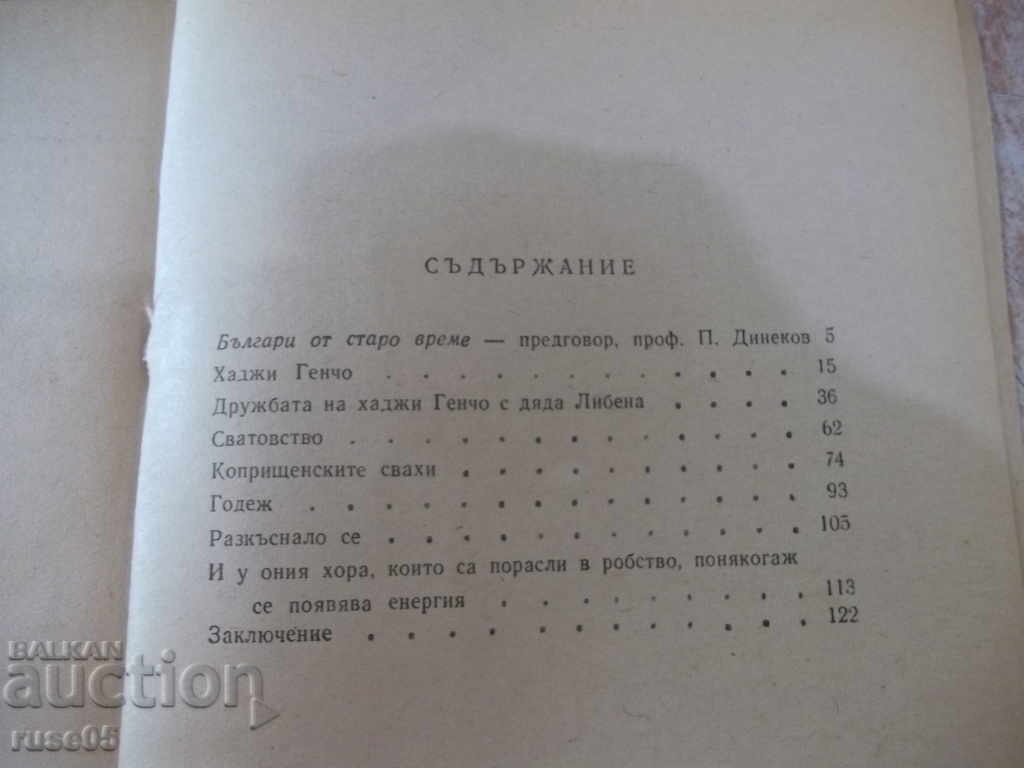 СЪДЪРЖАНИЕ
Българи от старо време — предговор, проф. П. Динеков 5
Хаджи Генчо . . . . . . . . . . . . 15
Дружбата на хаджи Генчо с дяда Либена . . . . 36
Сватовство . . . . . . . . . . . . . 62
Коприщенските свахи . . . . . . . . . . 74
Годеж . . . . . . . . . . . . . . 93
Разкъснало се . . . . . . . . . . . . 105
И у ония хора, които са порасли в робство, понякогаж
се появява енергия . . . . . . . . . 113
Заключение . . . . . . . . . . . . 122
BALKAN
auction
ruse05